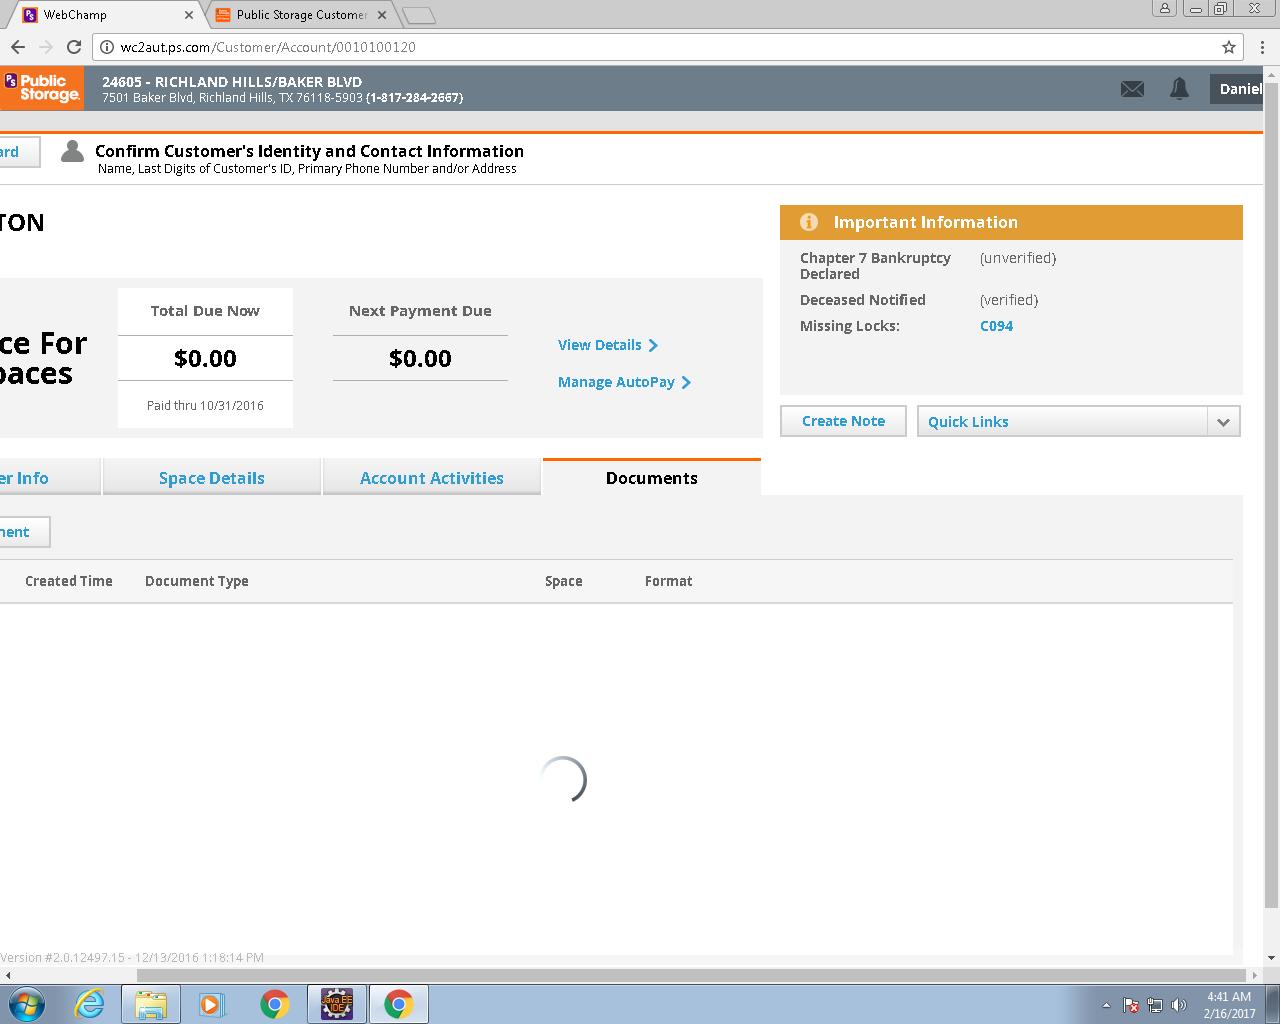 WebChamp
Public Storage Customer
wc2aut.ps.com/Customer/Account/0010100120
PS Public Storage.
24605 - RICHLAND HILLS/BAKER BLVD
7501 Baker Blvd, Richland Hills, TX 76118-5903 (1-817-284-2667)
Daniel
ard
Confirm Customer's Identity and Contact Information
Name, Last Digits of Customer's ID, Primary Phone Number and/or Address
TON
Important Information
Chapter 7 Bankruptcy Declared (unverified)
Deceased Notified (verified)
Missing Locks: C094
ce For
paces
Total Due Now
$0.00
Paid thru 10/31/2016
Next Payment Due
$0.00
View Details
Manage AutoPay
Create Note
Quick Links
er Info
Space Details
Account Activities
Documents
ment
Created Time
Document Type
Space
Format
Version #2.0.12497.15 - 12/13/2016 1:18:14 PM
Java EE
IDE
4:41 AM
2/16/2017